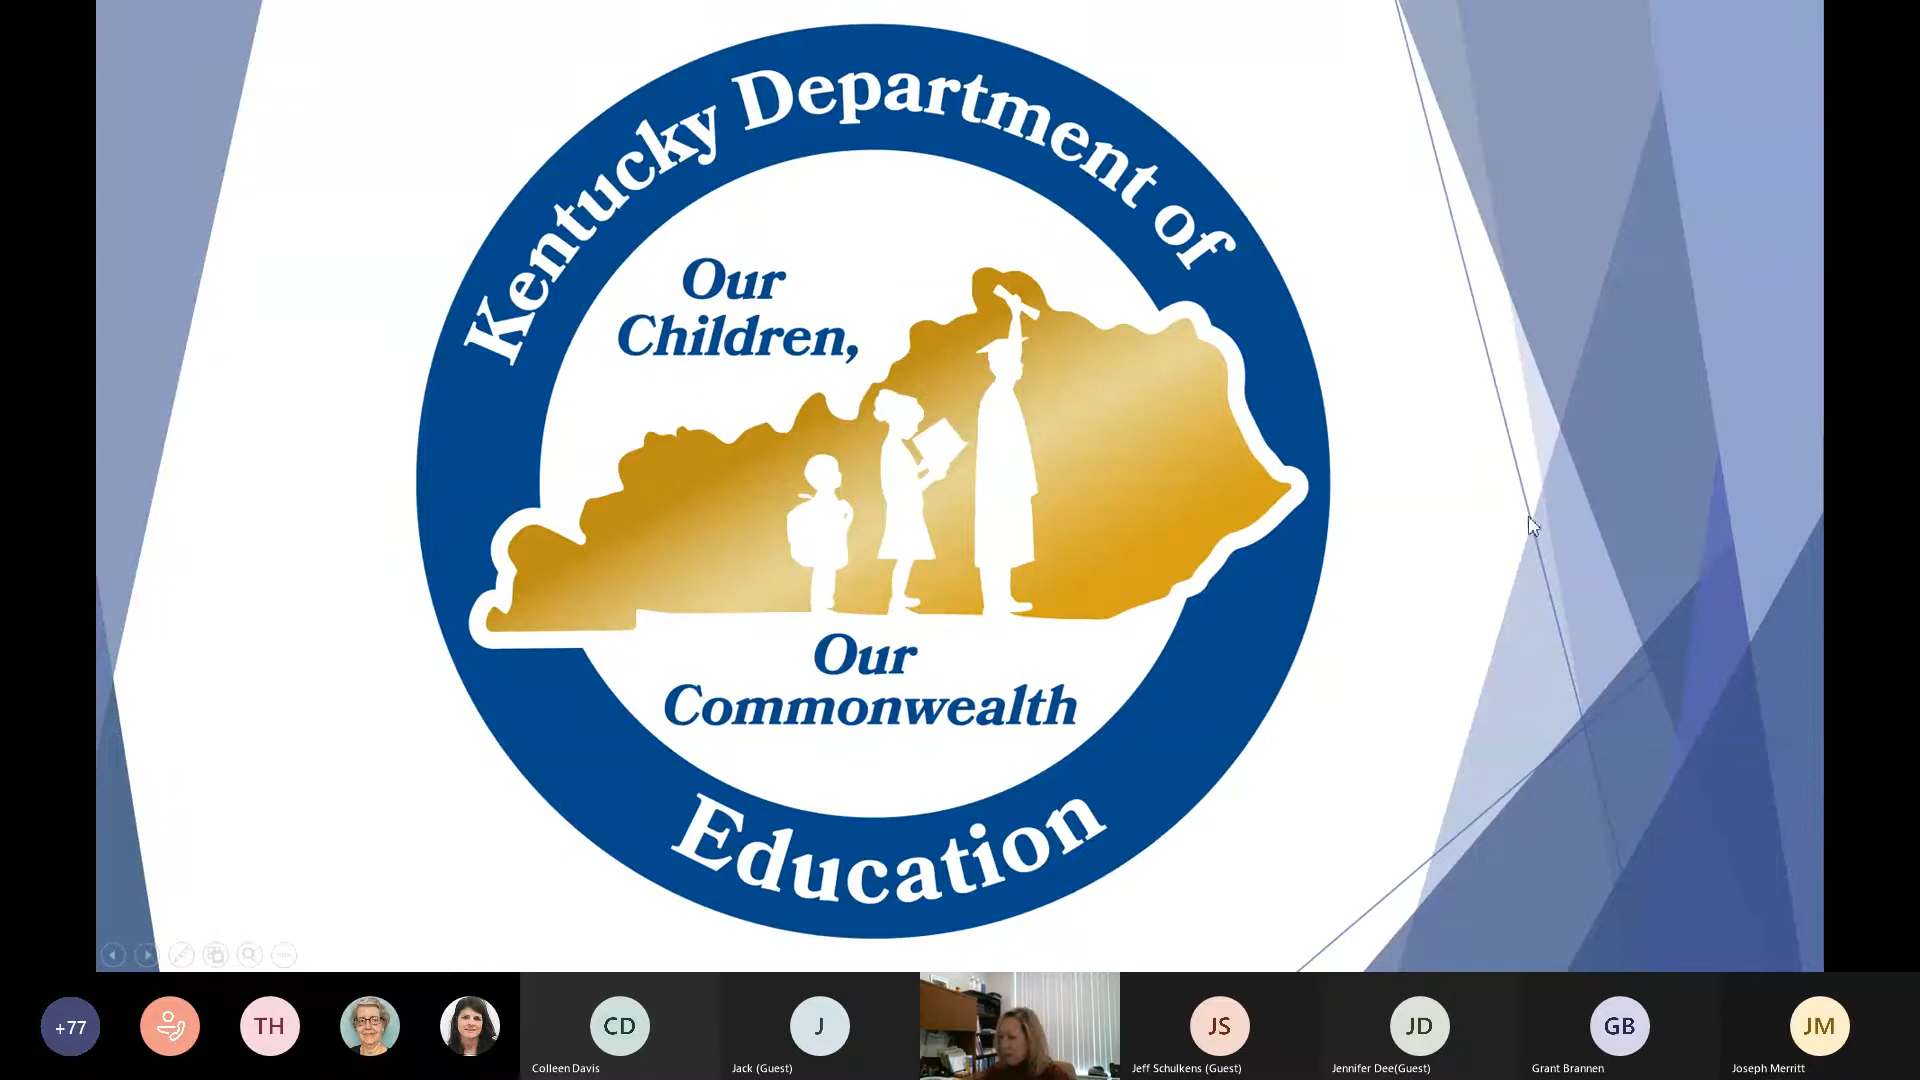 Kentucky Department of
Our
Children,
Our
Commonwealth
Education
+77
TH
CD
J
JS
JD
GB
JM
Colleen Davis
Jack (Guest)
Jeff Schulkens (Guest)
Jennifer Dee(Guest)
Grant Brannen
Joseph Merritt